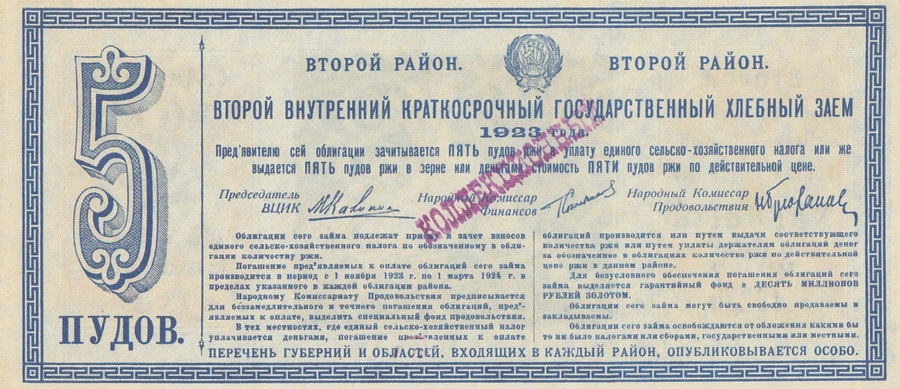 5
ПУДОВ.
ВТОРОЙ РАЙОН.
ВТОРОЙ РАЙОН.
ВТОРОЙ ВНУТРЕННИЙ КРАТКОСРОЧНЫЙ ГОСУДАРСТВЕННЫЙ ХЛЕБНЫЙ ЗАЕМ
1923 года.
Пред'явителю сей облигации зачитывается ПЯТЬ пудов ржи в уплату единого сельско-хозяйственного налога или же
выдается ПЯТЬ пудов ржи в зерне или деньгами стоимость ПЯТИ пудов ржи по действительной цене.
Председатель
ВЦИК
Народный Комиссар
Финансов
Народный Комиссар
Продовольствия
КОЛЛЕКЦИОННЫЙ
Облигации сего займа подлежат приему в зачет взносов
единого сельско-хозяйственного налога по обозначенному в обли-
гации количеству ржи.
Погашение пред'являемых к оплате облигаций сего займа
производится в период с 1 ноября 1923 г. по 1 марта 1924 г. в
пределах указанного в каждой облигации района.
Народному Комиссариату Продовольствия предписывается
для безззамедлительного и точного погашения облигаций, пред'-
являемых к оплате, выделить специальный фонд продовольствия.
В тех местностях, где единый сельско-хозяйственный налог
уплачивается деньгами, погашение пред'явленных к оплате
облигаций производится или путем выдачи соответствующего
количества ржи или путем уплаты держателям облигаций денег
за обозначенное в облигациях количество ржи по действительной
цене ржи в данном районе.
Для безусловного обеспечения погашения облигаций сего
займа выделяется гарантийный фонд в ДЕСЯТЬ МИЛЛИОНОВ
РУБЛЕЙ ЗОЛОТОМ.
Облигации сего займа могут быть свободно продаваемы и
закладываемы.
Облигации сего займа освобождаются от обложения какими бы
то ни было налогами или сборами, государственными или местными.
ПЕРЕЧЕНЬ ГУБЕРНИЙ И ОБЛАСТЕЙ, ВХОДЯЩИХ В КАЖДЫЙ РАЙОН, ОПУБЛИКОВЫВАЕТСЯ ОСОБО.